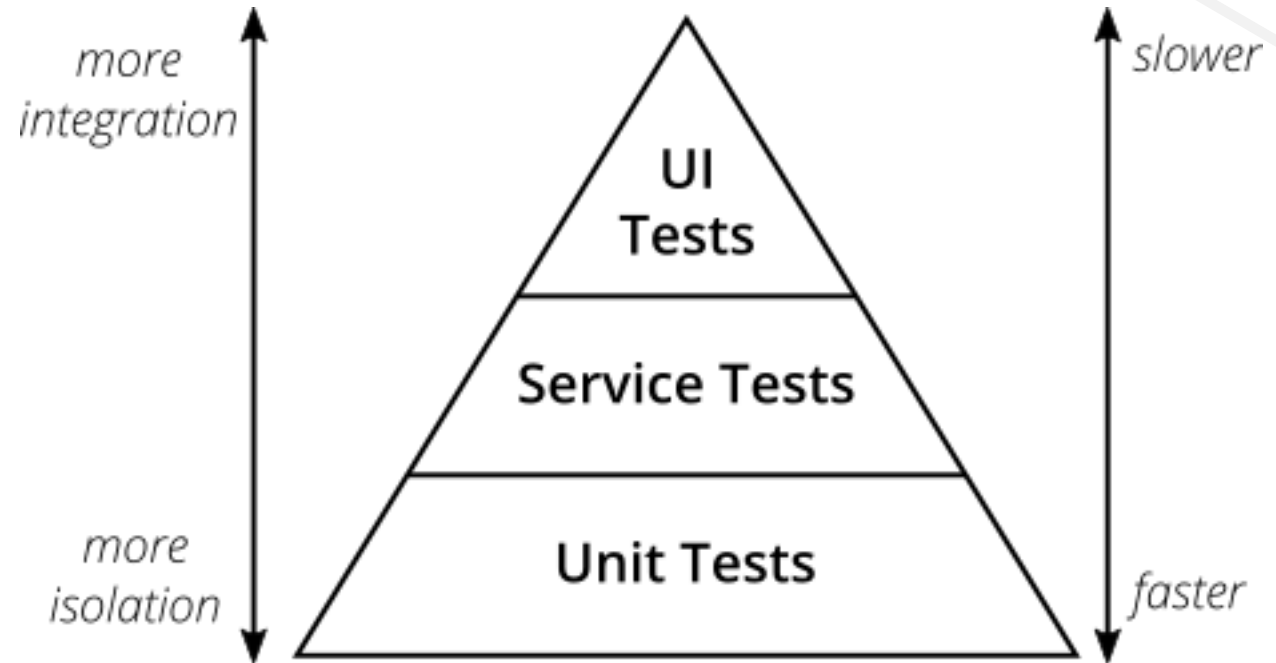 more
integration
slower
UI
Tests
Service Tests
more
isolation
Unit Tests
faster